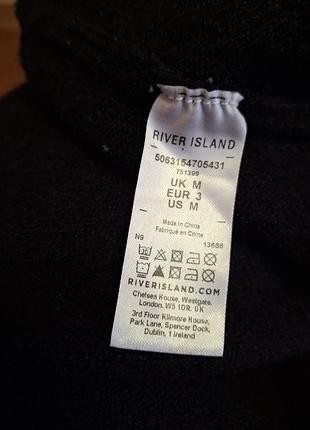 RIVER ISLAND
5063154705431
751399
UK M
EUR 3
US M
Made in China
Fabriqué en China
N9 13688
RIVERISLAND.COM
Chelsea House, Westgate,
London. W5 1DR. UK
3rd Floor Kilmore House,
Park Lane, Spencer Dock,
Dublin, 1 Ireland